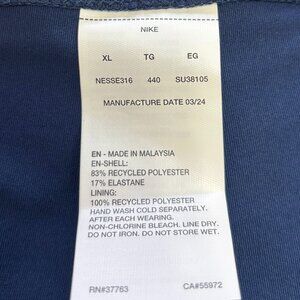 NIKE
XL TG EG
NESSE316 440 SU38105
MANUFACTURE DATE 03/24
EN - MADE IN MALAYSIA
EN-SHELL:
83% RECYCLED POLYESTER
17% ELASTANE
LINING:
100% RECYCLED POLYESTER
HAND WASH COLD SEPARATELY.
AFTER EACH WEARING.
NON-CHLORINE BLEACH. LINE DRY.
DO NOT IRON. DO NOT STORE WET.
RN#37763 CA#55972